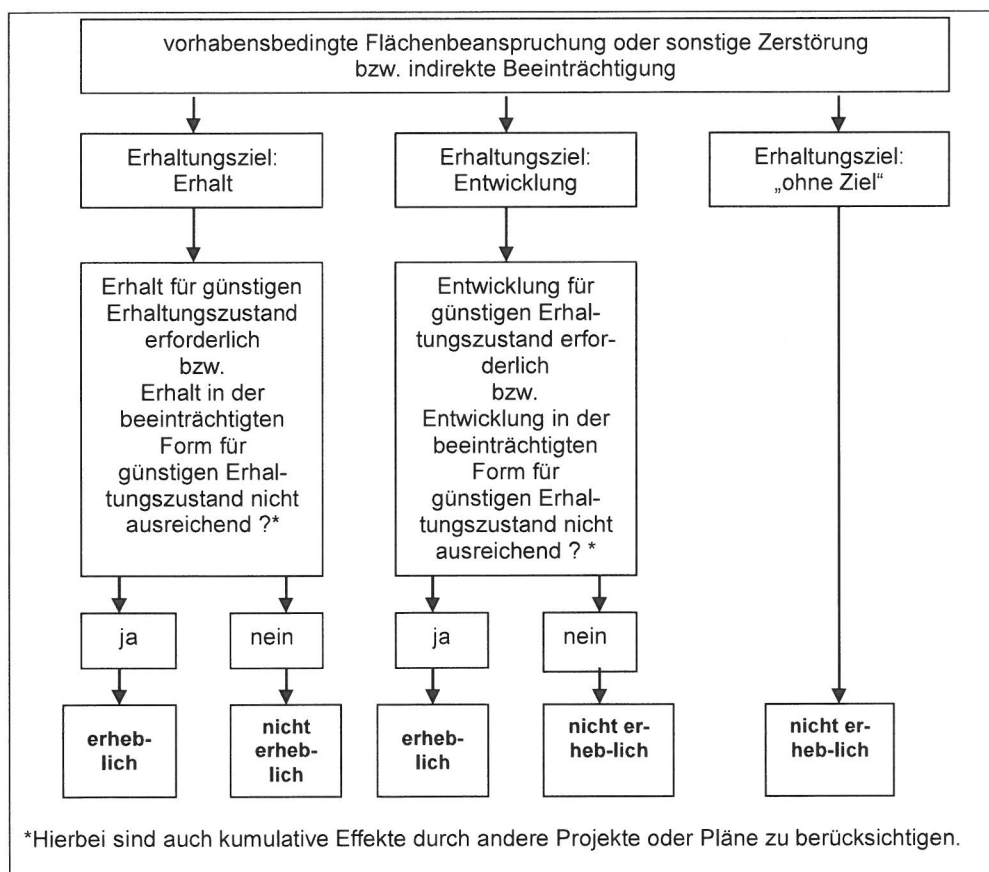 vorhabensbedingte Flächenbeanspruchung oder sonstige Zerstörung
bzw. indirekte Beeinträchtigung
Erhaltungsziel:
Erhalt
Erhaltungsziel:
Entwicklung
Erhaltungsziel:
„ohne Ziel“
Erhalt für günstigen
Erhaltungszustand
erforderlich
bzw.
Erhalt in der
beeinträchtigten
Form für
günstigen Erhal-
tungszustand nicht
ausreichend ?*
Entwicklung für
günstigen Erhal-
tungszustand erfor-
derlich
bzw.
Entwicklung in der
beeinträchtigten
Form für
günstigen Erhal-
tungszustand nicht
ausreichend ? *
ja
nein
ja
nein
erheb-
lich
nicht
erheb-
lich
erheb-
lich
nicht er-
heb-lich
nicht er-
heb-lich
*Hierbei sind auch kumulative Effekte durch andere Projekte oder Pläne zu berücksichtigen.